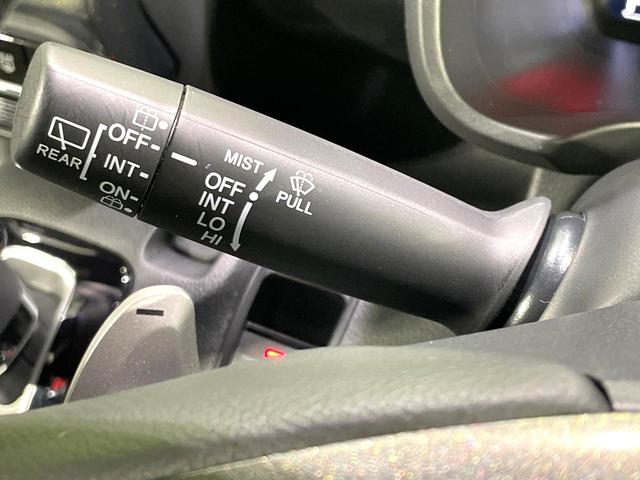 REAR
OFF
INT
ON
MIST
OFF
INT
LO
HI
PULL